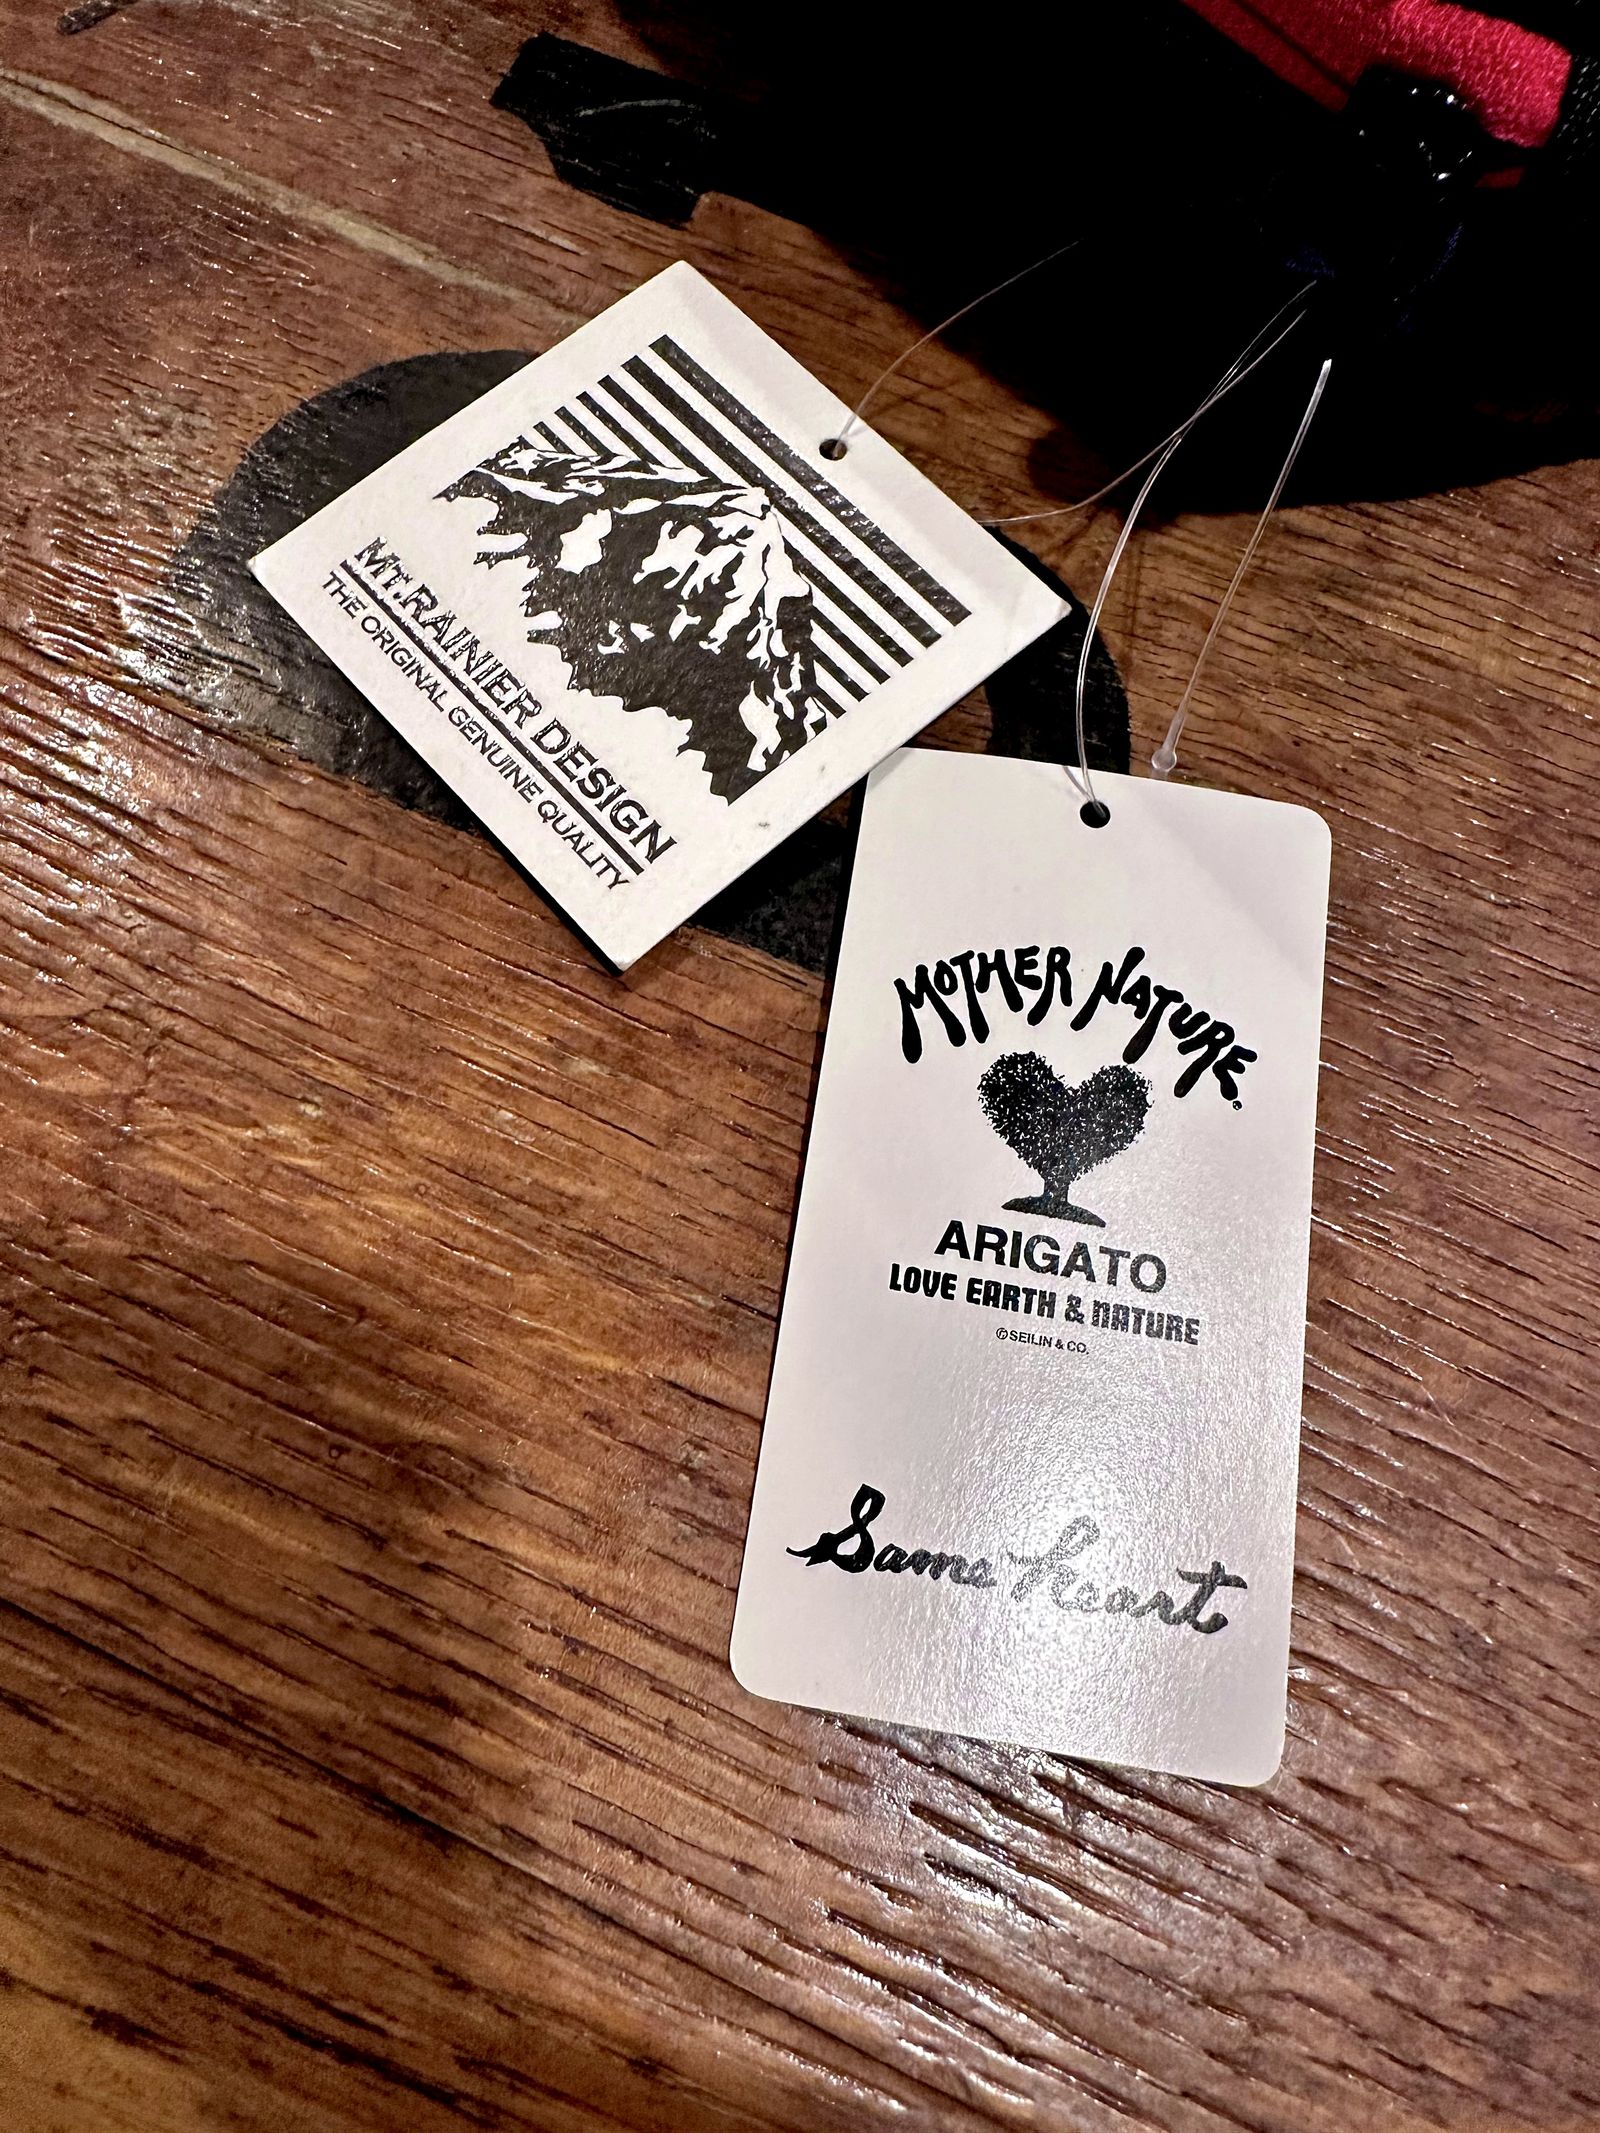 MT.RAINIER DESIGN
THE ORIGINAL GENUINE QUALITY
MOTHER NATURE.
ARIGATO
LOVE EARTH & NATURE
SEILIN & CO.
Same heart